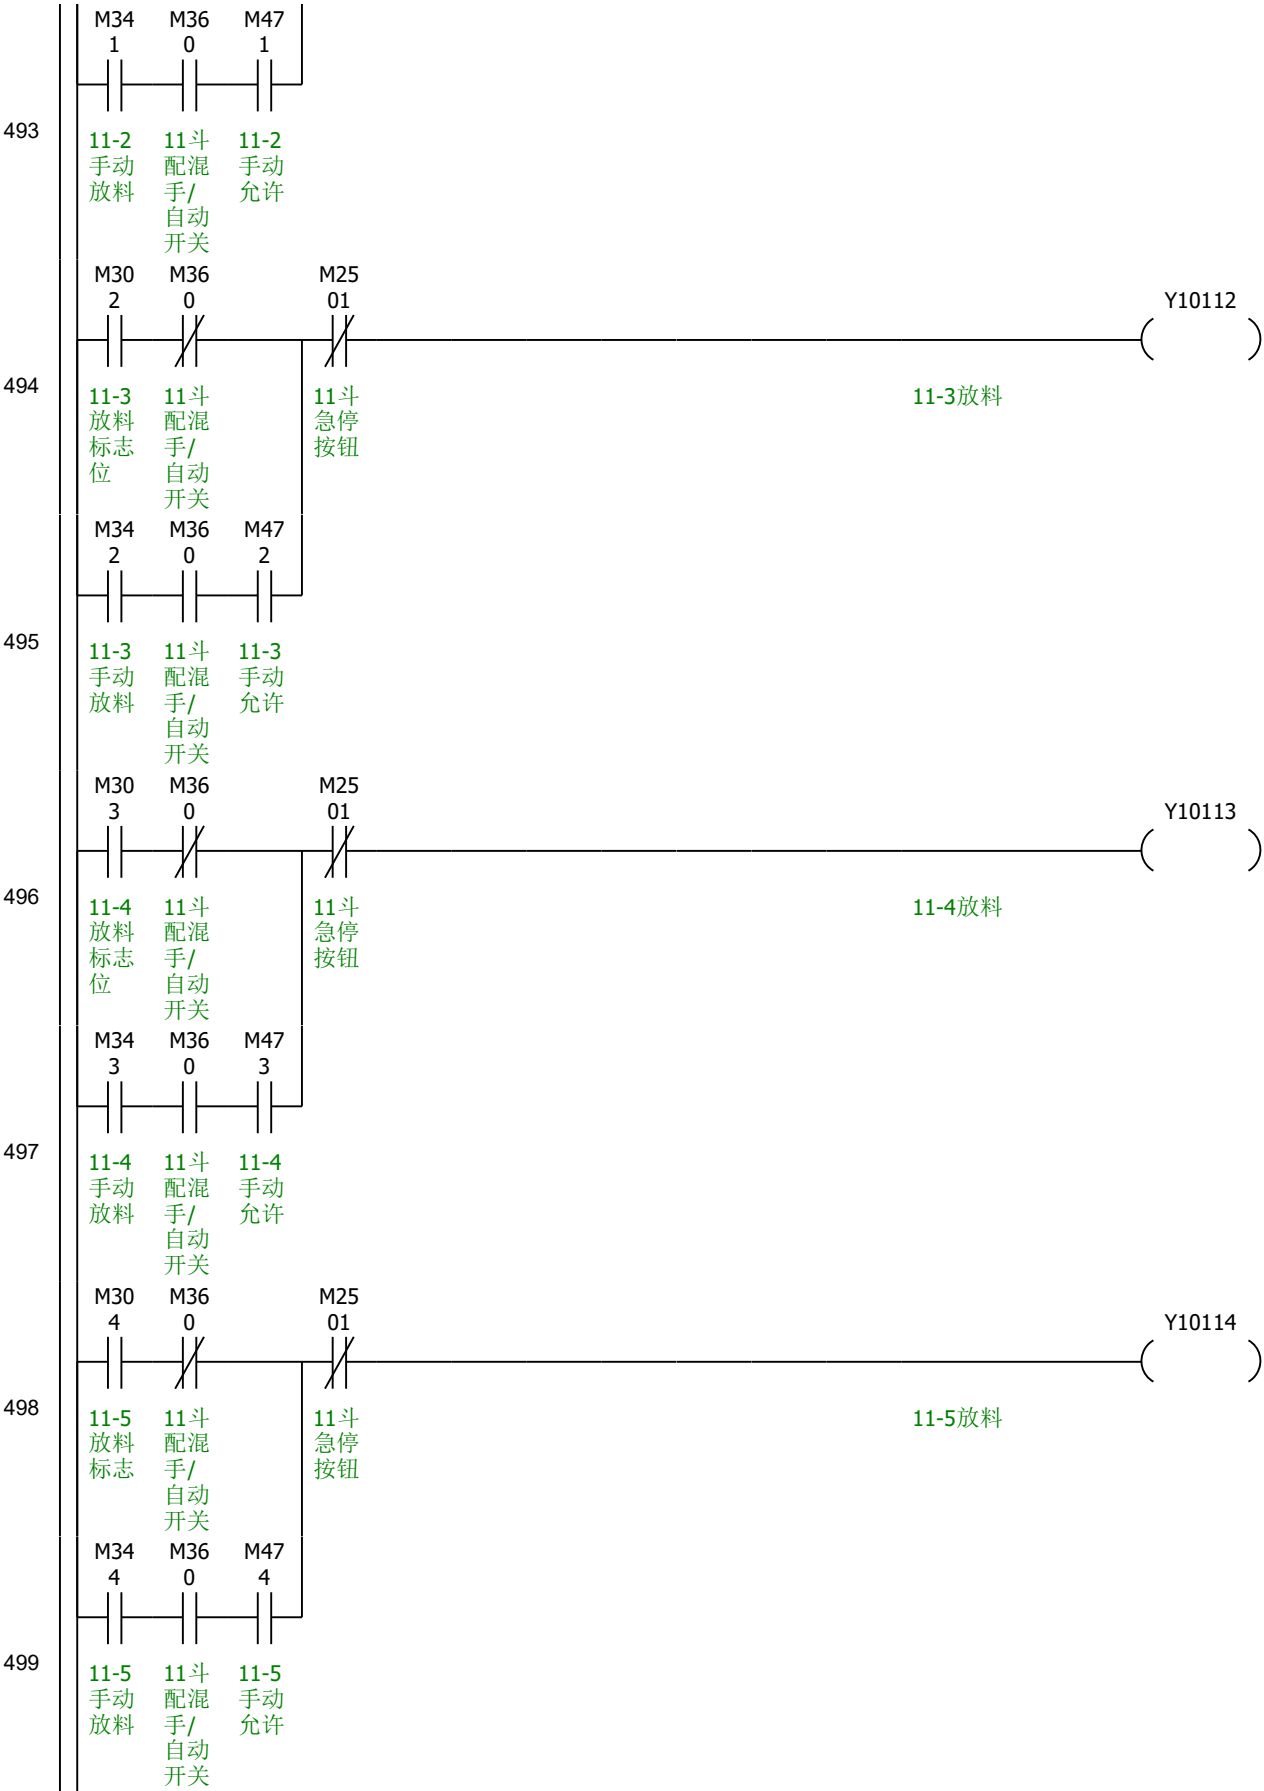 M34 M36 M47
1 0 1
493
11-2 11斗 11-2
手动 配混 手动
放料 手/ 允许
自动
开关
M30 M36 M25
2 0 01 Y10112
494
11-3 11斗 11斗 11-3放料
放料 配混 急停
标志 手/ 按钮
位 自动
开关
M34 M36 M47
2 0 2
495
11-3 11斗 11-3
手动 配混 手动
放料 手/ 允许
自动
开关
M30 M36 M25
3 0 01 Y10113
496
11-4 11斗 11斗 11-4放料
放料 配混 急停
标志 手/ 按钮
位 自动
开关
M34 M36 M47
3 0 3
497
11-4 11斗 11-4
手动 配混 手动
放料 手/ 允许
自动
开关
M30 M36 M25
4 0 01 Y10114
498
11-5 11斗 11斗 11-5放料
放料 配混 急停
标志 手/ 按钮
自动
开关
M34 M36 M47
4 0 4
499
11-5 11斗 11-5
手动 配混 手动
放料 手/ 允许
自动
开关